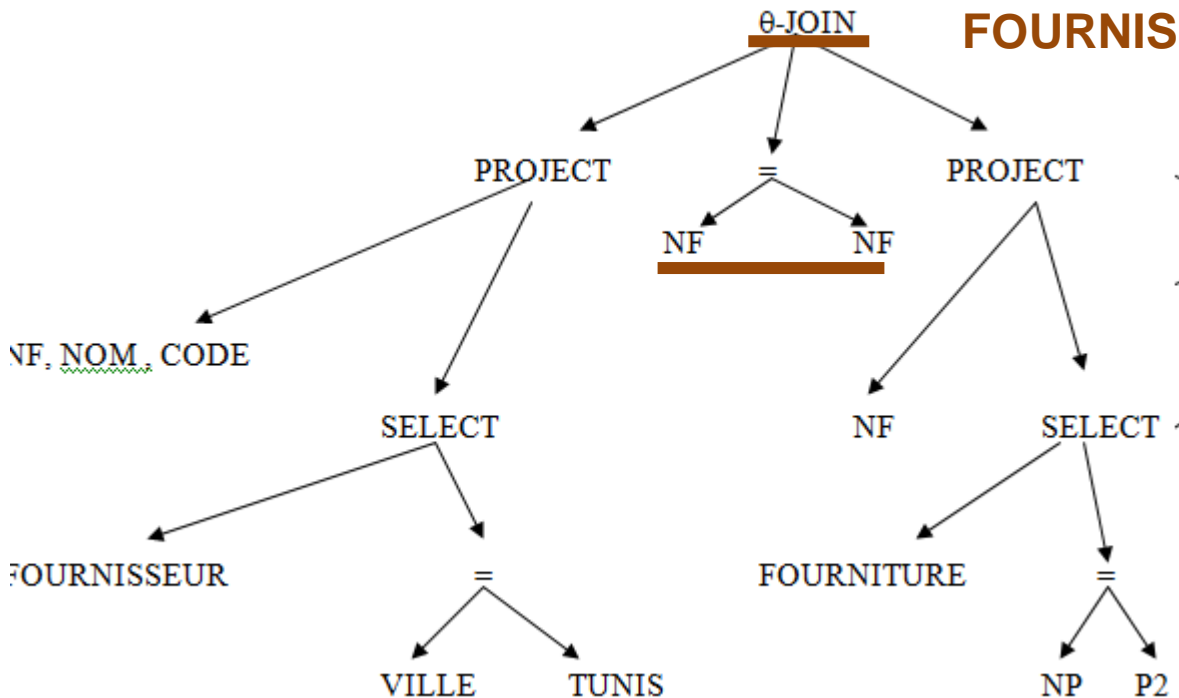 θ-JOIN FOURNIS
PROJECT = PROJECT
NF NF
NF, NOM , CODE
SELECT NF SELECT
FOURNISSEUR = FOURNITURE =
VILLE TUNIS NP P2